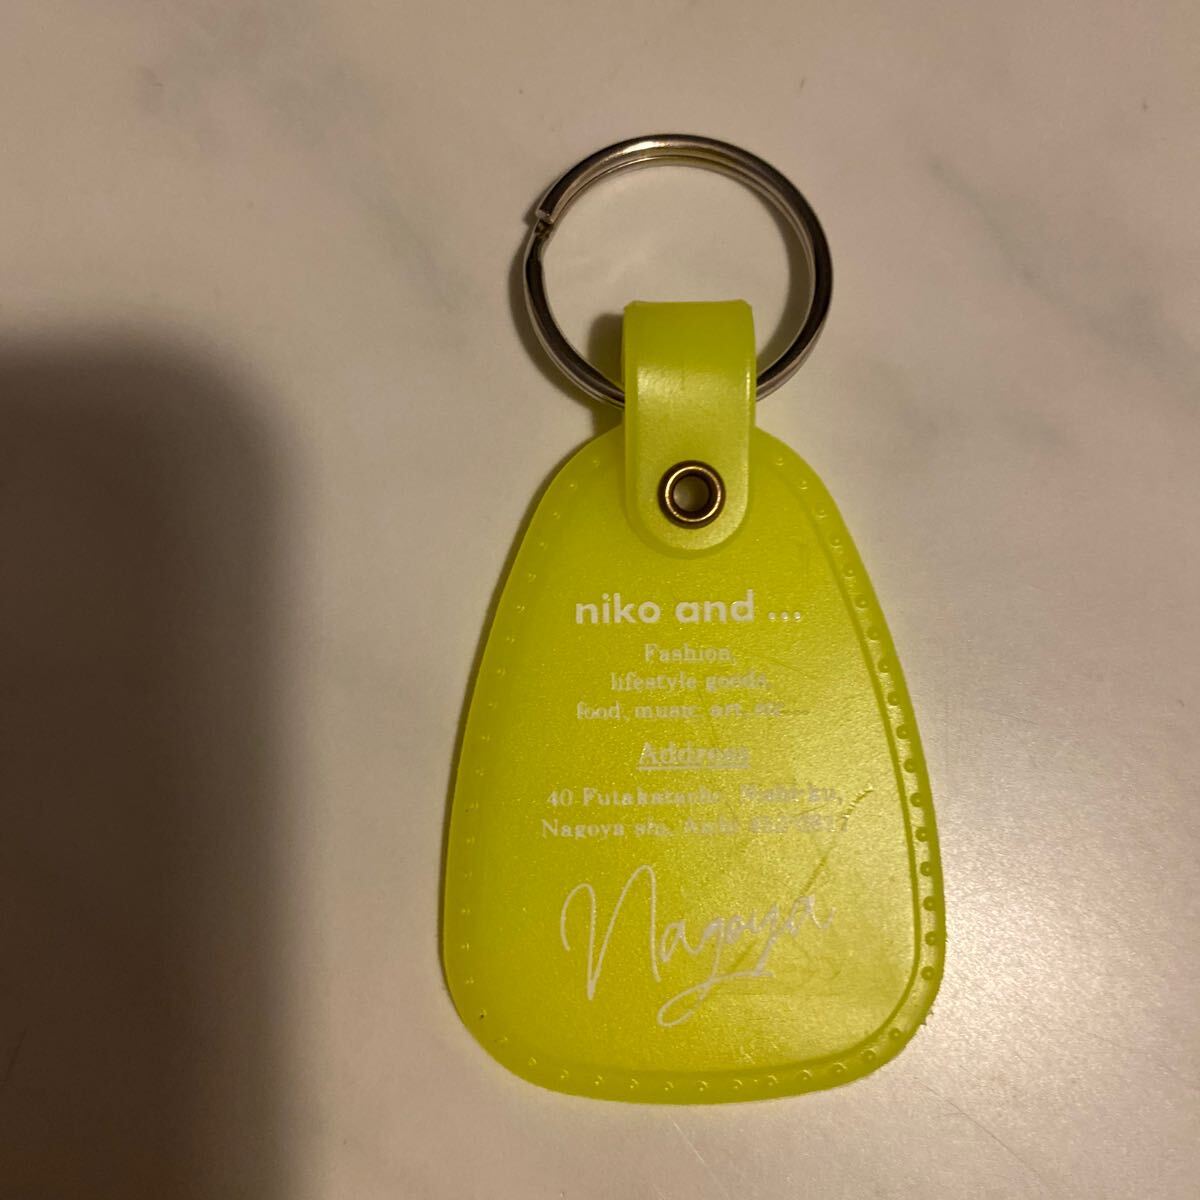 niko and ...
Fashion,
lifestyle goods,
food, music, art, etc
Address
40 Futakatacho, Nishi-ku,
Nagoya shi, Aichi
Nagoya